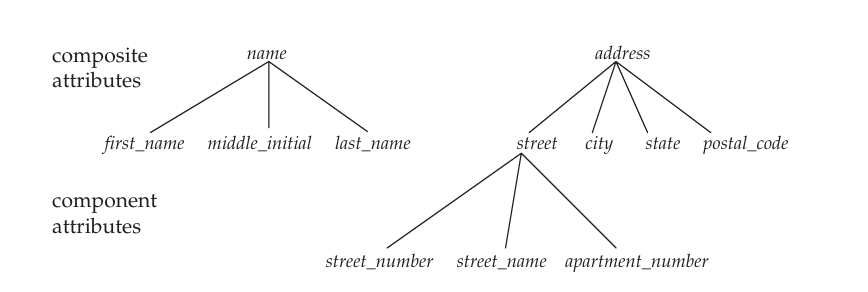 composite
attributes
name
address
first_name
middle_initial
last_name
street
city
state
postal_code
component
attributes
street_number
street_name
apartment_number